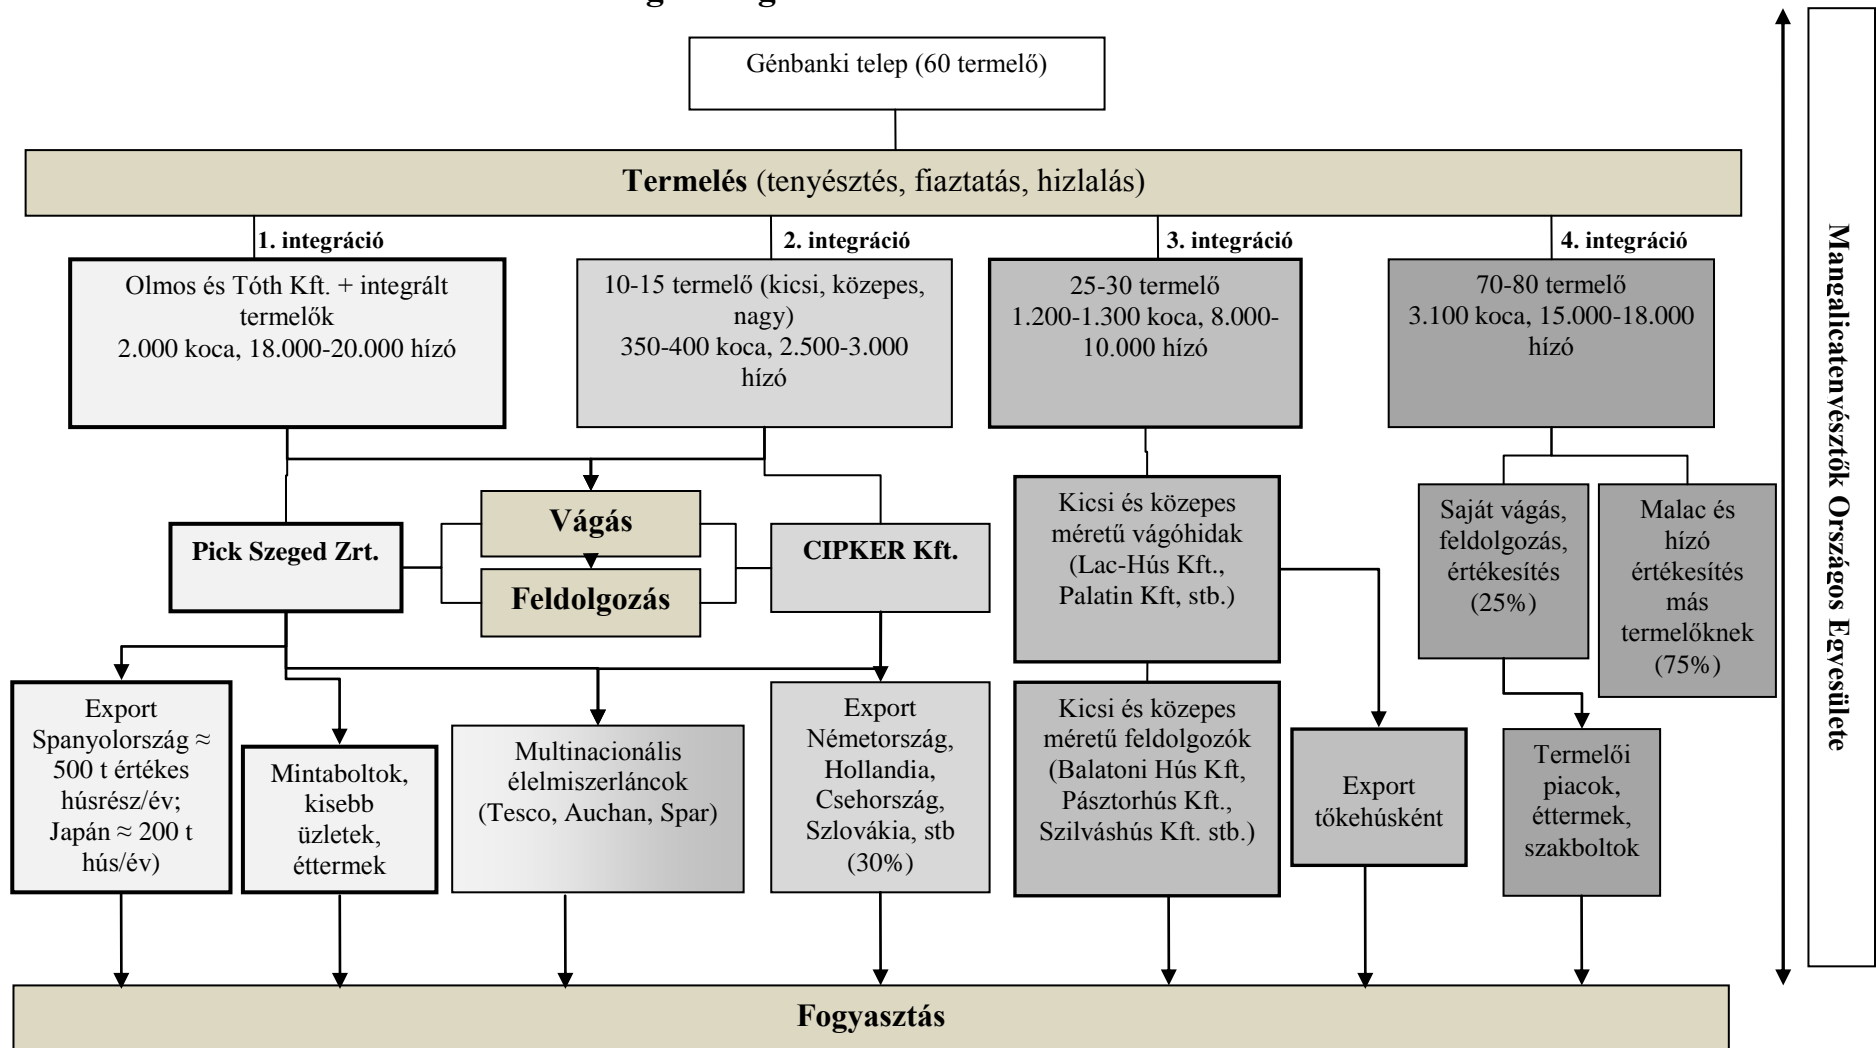 Génbanki telep (60 termelő)
Termelés (tenyésztés, fiaztatás, hizlalás)
1. integráció
2. integráció
3. integráció
4. integráció
Olmos és Tóth Kft. + integrált
termelők
2.000 koca, 18.000-20.000 hízó
10-15 termelő (kicsi, közepes,
nagy)
350-400 koca, 2.500-3.000
hízó
25-30 termelő
1.200-1.300 koca, 8.000-
10.000 hízó
70-80 termelő
3.100 koca, 15.000-18.000
hízó
Vágás
Feldolgozás
Pick Szeged Zrt.
CIPKER Kft.
Kicsi és közepes
méretű vágóhidak
(Lac-Hús Kft.,
Palatin Kft, stb.)
Saját vágás,
feldolgozás,
értékesítés
(25%)
Malac és
hízó
értékesítés
más
termelőknek
(75%)
Export
Spanyolország ≈
500 t értékes
húsrész/év;
Japán ≈ 200 t
hús/év)
Mintaboltok,
kisebb
üzletek,
éttermek
Multinacionális
élelmiszerláncok
(Tesco, Auchan, Spar)
Export
Németország,
Hollandia,
Csehország,
Szlovákia, stb
(30%)
Kicsi és közepes
méretű feldolgozók
(Balatoni Hús Kft,
Pásztorhús Kft.,
Szilváshús Kft. stb.)
Export
tőkehúsként
Termelői
piacok,
éttermek,
szakboltok
Fogyasztás
Mangalicatenyésztők Országos Egyesülete